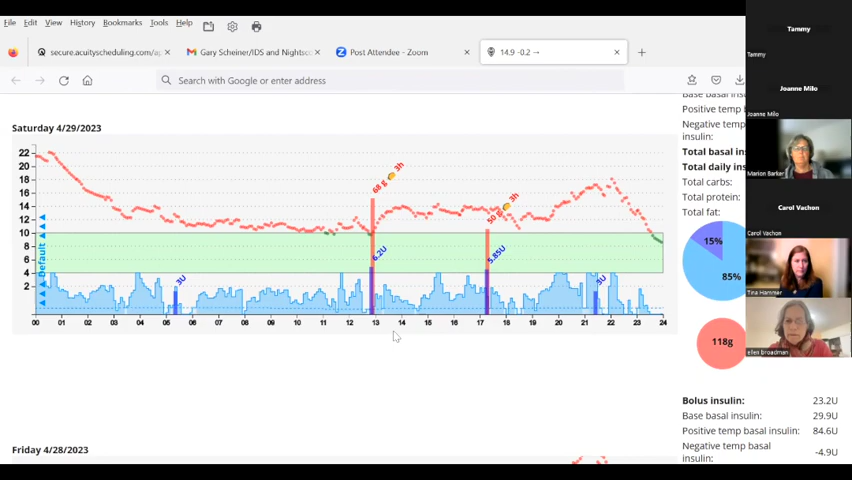 File Edit View History Bookmarks Tools Help
secure.acuityscheduling.com/ap
Gary Scheiner/IDS and Nightsco
Post Attendee - Zoom
14.9 -0.2 →
Search with Google or enter address
Tammy
Tammy
Joanne Milo
Joanne Milo
Marion Barker
Carol Vachon
Carol Vachon
Tina Hammer
ellen broadman
Base basal insulin:
Positive temp b
Negative temp
insulin:
Total basal in
Total daily ins
Total carbs:
Total protein:
Total fat:
15%
85%
118g
Bolus insulin: 23.2U
Base basal insulin: 29.9U
Positive temp basal insulin: 84.6U
Negative temp basal insulin: -4.9U
Saturday 4/29/2023
22
20
18
16
14
12
10
8
6
4
2
Default
3U
68 g 3h
6.2U
50 g 3h
5.85U
3U
00 01 02 03 04 05 06 07 08 09 10 11 12 13 14 15 16 17 18 19 20 21 22 23 24
Friday 4/28/2023